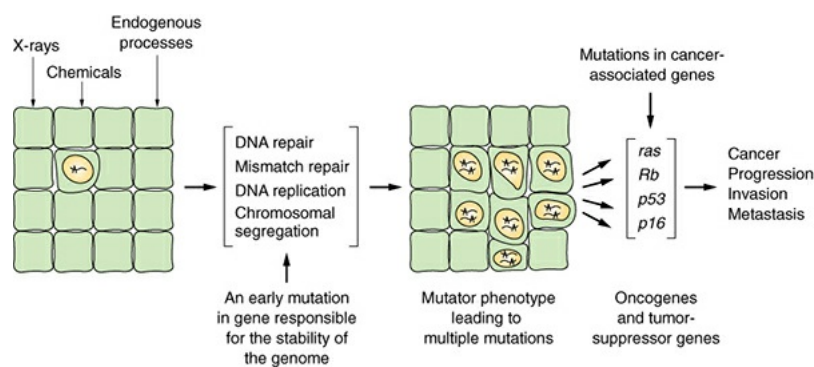 X-rays
Endogenous
processes
Chemicals
DNA repair
Mismatch repair
DNA replication
Chromosomal
segregation
An early mutation
in gene responsible
for the stability of
the genome
Mutator phenotype
leading to
multiple mutations
Mutations in cancer-
associated genes
ras
Rb
p53
p16
Oncogenes
and tumor-
suppressor genes
Cancer
Progression
Invasion
Metastasis